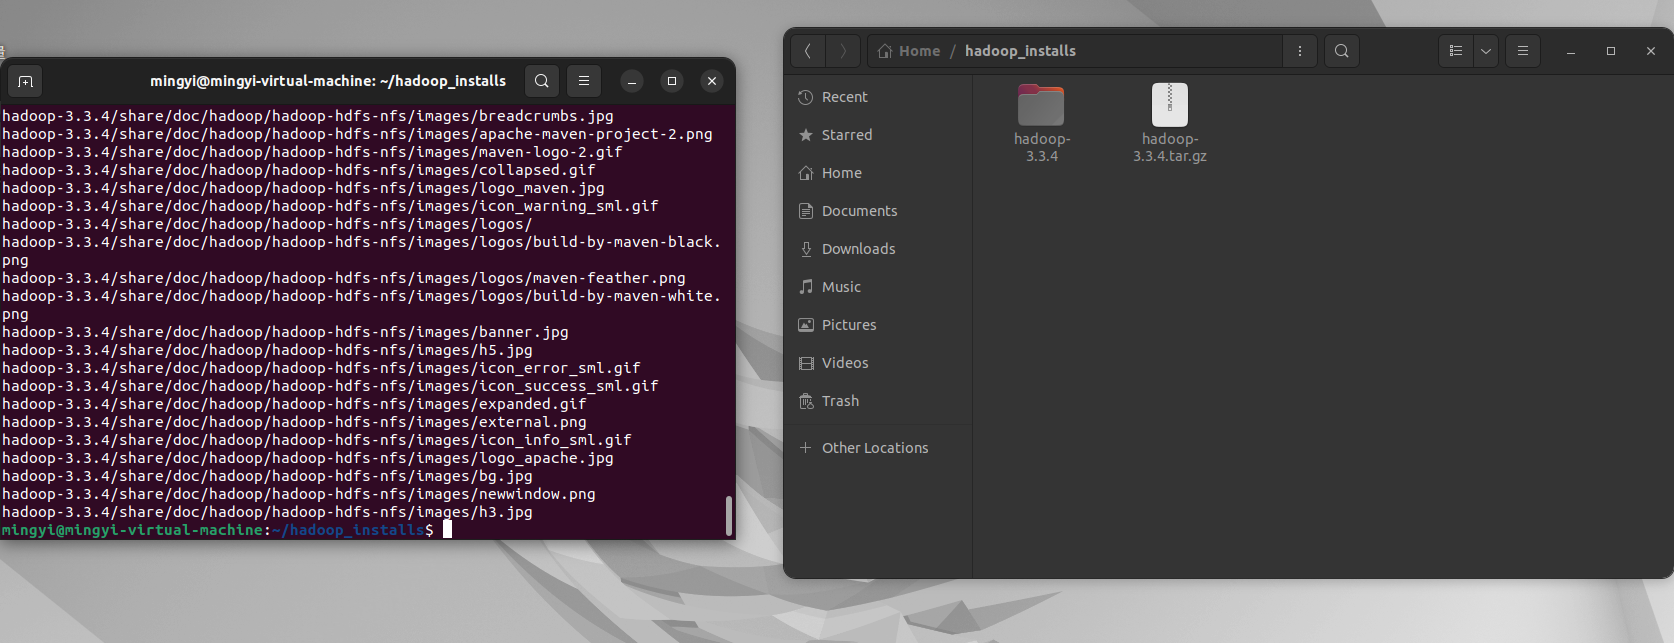 mingyi@mingyi-virtual-machine: ~/hadoop_installs
hadoop-3.3.4/share/doc/hadoop/hadoop-hdfs-nfs/images/breadcrumbs.jpg
hadoop-3.3.4/share/doc/hadoop/hadoop-hdfs-nfs/images/apache-maven-project-2.png
hadoop-3.3.4/share/doc/hadoop/hadoop-hdfs-nfs/images/maven-logo-2.gif
hadoop-3.3.4/share/doc/hadoop/hadoop-hdfs-nfs/images/collapsed.gif
hadoop-3.3.4/share/doc/hadoop/hadoop-hdfs-nfs/images/logo_maven.jpg
hadoop-3.3.4/share/doc/hadoop/hadoop-hdfs-nfs/images/icon_warning_sml.gif
hadoop-3.3.4/share/doc/hadoop/hadoop-hdfs-nfs/images/logos/
hadoop-3.3.4/share/doc/hadoop/hadoop-hdfs-nfs/images/logos/build-by-maven-black.
png
hadoop-3.3.4/share/doc/hadoop/hadoop-hdfs-nfs/images/logos/maven-feather.png
hadoop-3.3.4/share/doc/hadoop/hadoop-hdfs-nfs/images/logos/build-by-maven-white.
png
hadoop-3.3.4/share/doc/hadoop/hadoop-hdfs-nfs/images/banner.jpg
hadoop-3.3.4/share/doc/hadoop/hadoop-hdfs-nfs/images/h5.jpg
hadoop-3.3.4/share/doc/hadoop/hadoop-hdfs-nfs/images/icon_error_sml.gif
hadoop-3.3.4/share/doc/hadoop/hadoop-hdfs-nfs/images/icon_success_sml.gif
hadoop-3.3.4/share/doc/hadoop/hadoop-hdfs-nfs/images/expanded.gif
hadoop-3.3.4/share/doc/hadoop/hadoop-hdfs-nfs/images/external.png
hadoop-3.3.4/share/doc/hadoop/hadoop-hdfs-nfs/images/icon_info_sml.gif
hadoop-3.3.4/share/doc/hadoop/hadoop-hdfs-nfs/images/logo_apache.jpg
hadoop-3.3.4/share/doc/hadoop/hadoop-hdfs-nfs/images/bg.jpg
hadoop-3.3.4/share/doc/hadoop/hadoop-hdfs-nfs/images/newwindow.png
hadoop-3.3.4/share/doc/hadoop/hadoop-hdfs-nfs/images/h3.jpg
mingyi@mingyi-virtual-machine:~/hadoop_installs$
Home / hadoop_installs
Recent
Starred
Home
Documents
Downloads
Music
Pictures
Videos
Trash
Other Locations
hadoop-
3.3.4
hadoop-
3.3.4.tar.gz